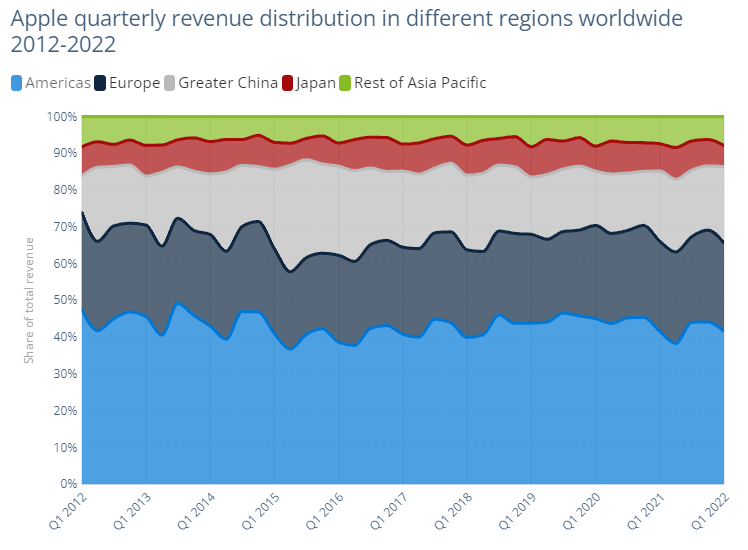 Apple quarterly revenue distribution in different regions worldwide
2012-2022
Americas Europe Greater China Japan Rest of Asia Pacific
100%
90%
80%
70%
60%
50%
40%
30%
20%
10%
0%
Share of total revenue
Q1 2012
Q1 2013
Q1 2014
Q1 2015
Q1 2016
Q1 2017
Q1 2018
Q1 2019
Q1 2020
Q1 2021
Q1 2022